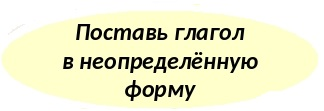 Поставь глагол
в неопределённую
форму